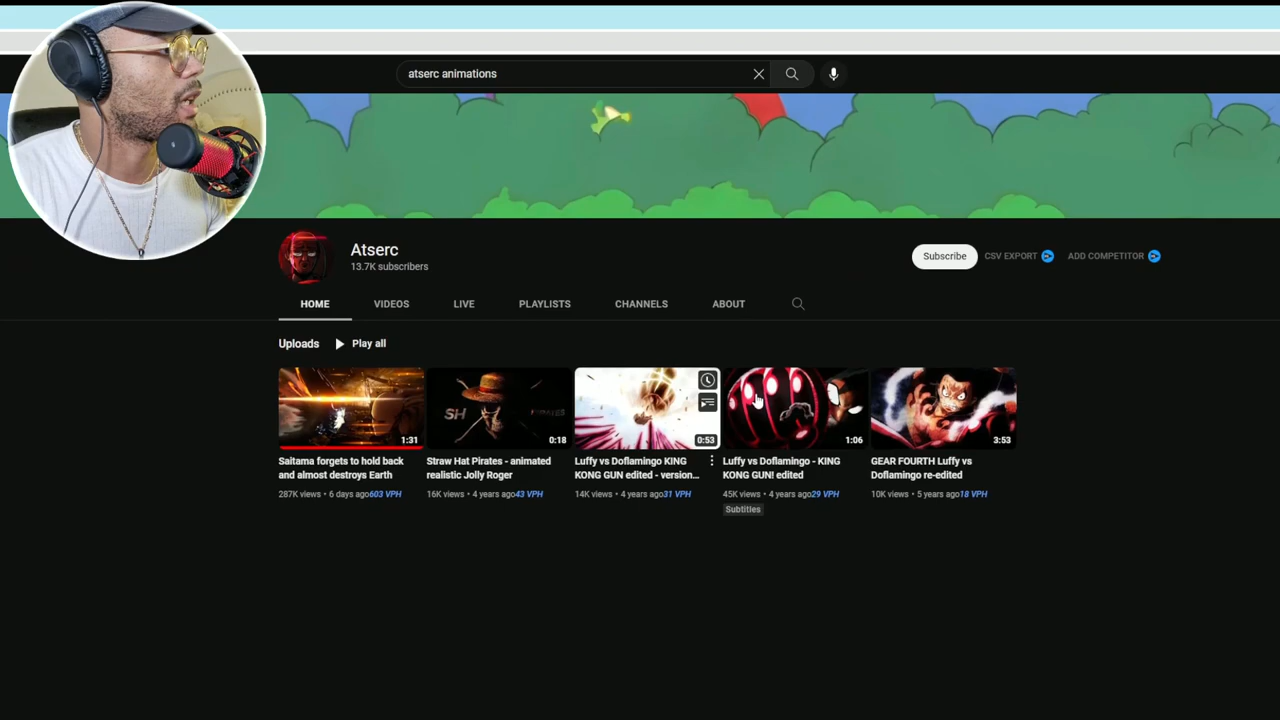 atserc animations
Atserc
13.7K subscribers
Subscribe
CSV EXPORT
ADD COMPETITOR
HOME
VIDEOS
LIVE
PLAYLISTS
CHANNELS
ABOUT
Uploads
Play all
1:31
SH PIRATES
0:18
0:53
1:06
3:53
Saitama forgets to hold back
and almost destroys Earth
287K views • 6 days ago603 VPH
Straw Hat Pirates - animated
realistic Jolly Roger
16K views • 4 years ago43 VPH
Luffy vs Doflamingo KING
KONG GUN edited - version...
14K views • 4 years ago31 VPH
Luffy vs Doflamingo - KING
KONG GUN! edited
45K views • 4 years ago29 VPH
Subtitles
GEAR FOURTH Luffy vs
Doflamingo re-edited
10K views • 5 years ago18 VPH